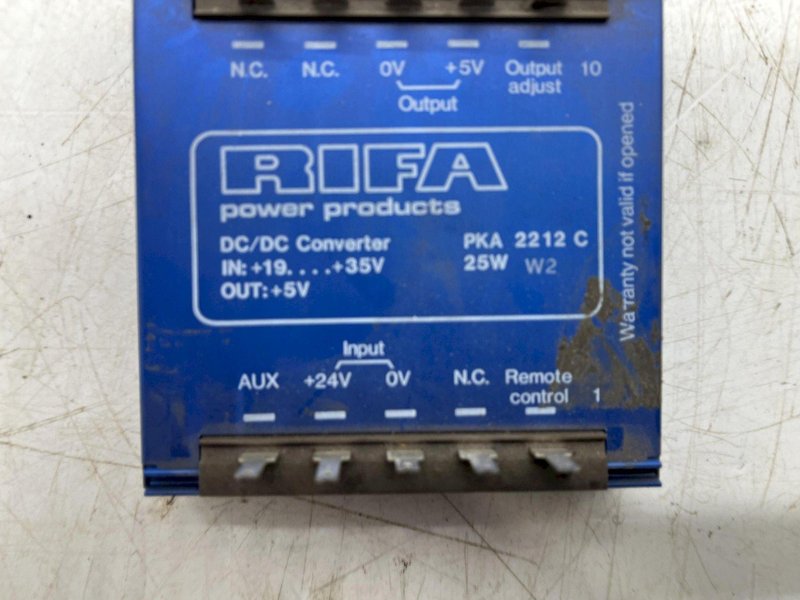 N.C. N.C. 0V +5V Output adjust 10
Output
RIFA
power products
DC/DC Converter PKA 2212 C
IN:+19....+35V 25W W2
OUT:+5V
Warranty not valid if opened
Input
AUX +24V 0V N.C. Remote control 1